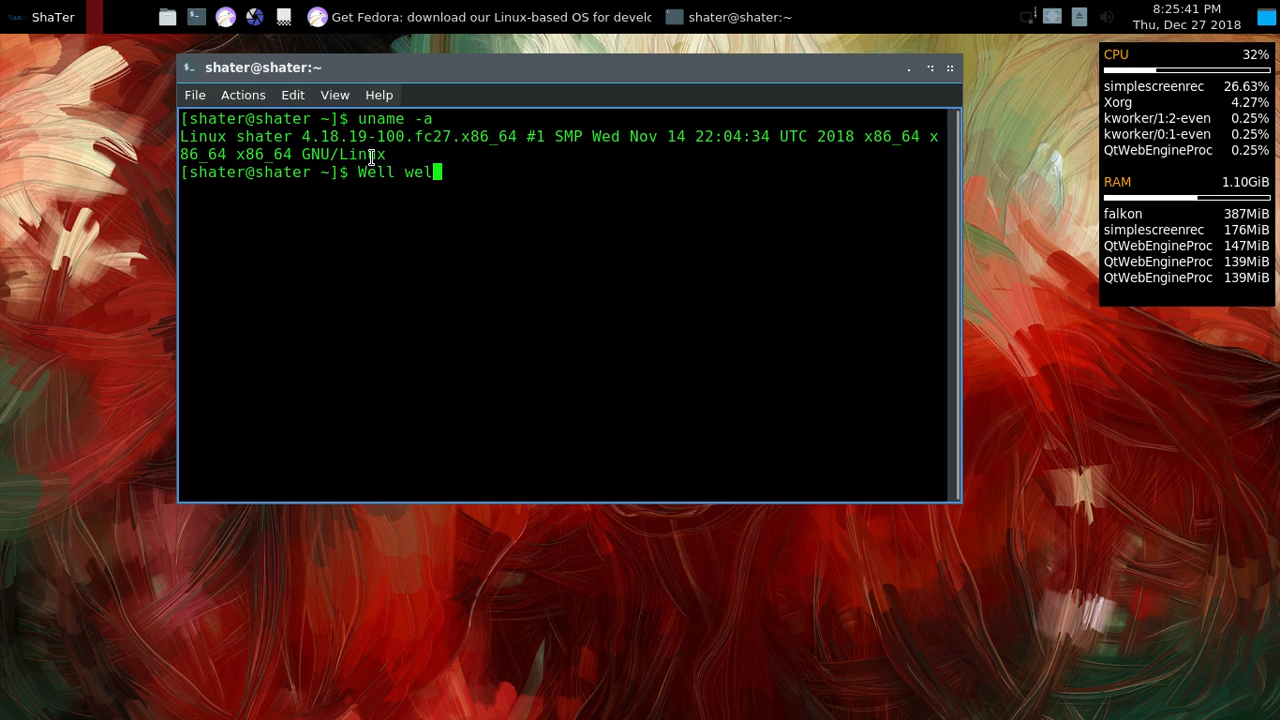 ShaTer
Get Fedora: download our Linux-based OS for develo
shater@shater:~
8:25:41 PM
Thu, Dec 27 2018
shater@shater:~
File Actions Edit View Help
[shater@shater ~]$ uname -a
Linux shater 4.18.19-100.fc27.x86_64 #1 SMP Wed Nov 14 22:04:34 UTC 2018 x86_64 x
86_64 x86_64 GNU/Linux
[shater@shater ~]$ Well wel
CPU 32%
simplescreenrec 26.63%
Xorg 4.27%
kworker/1:2-even 0.25%
kworker/0:1-even 0.25%
QtWebEngineProc 0.25%
RAM 1.10GiB
falkon 387MiB
simplescreenrec 176MiB
QtWebEngineProc 147MiB
QtWebEngineProc 139MiB
QtWebEngineProc 139MiB